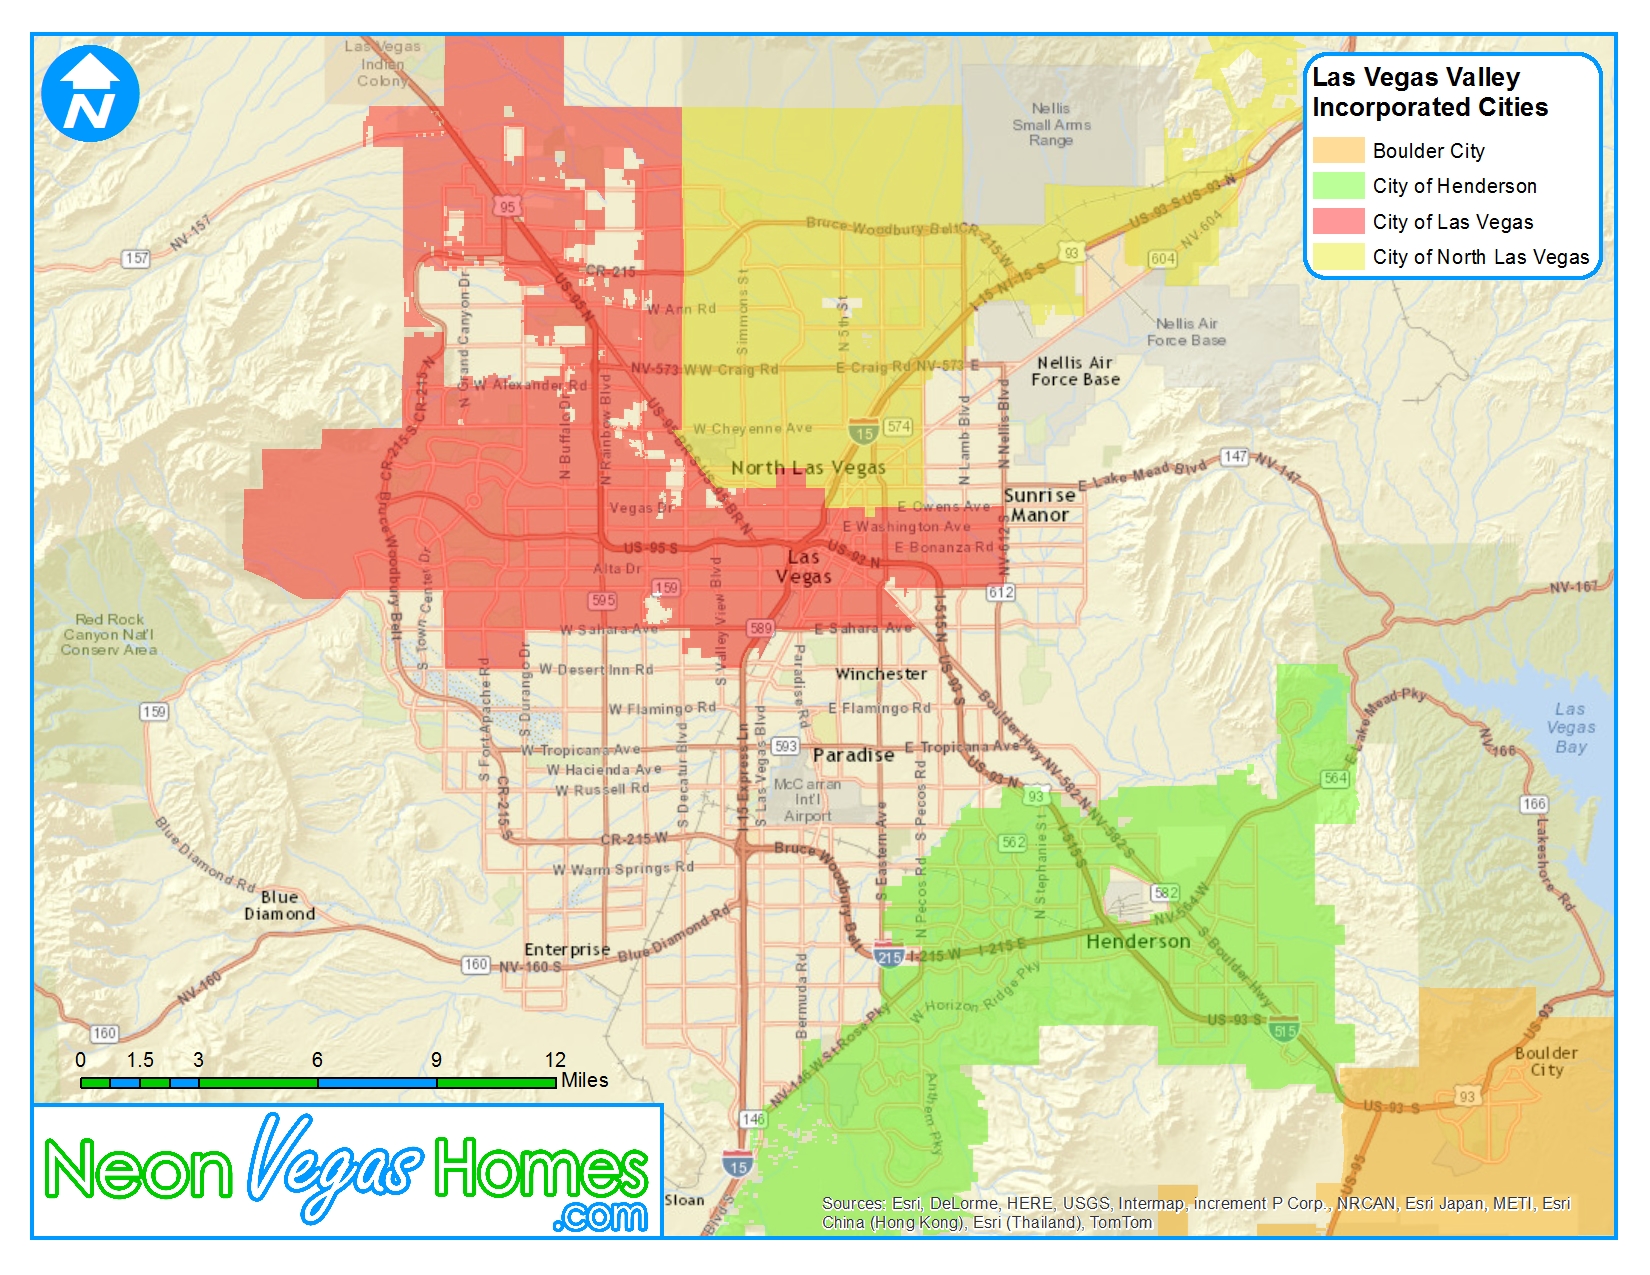 Las Vegas
Indian
Colony
N
Las Vegas Valley
Incorporated Cities
Boulder City
City of Henderson
City of Las Vegas
City of North Las Vegas
Nellis
Small Arms
Range
95
157
NV-157
Bruce Woodbury Belt
CR-215 W
93
US-93 S US-93 N
604
NV-604
CR-215
US-95 N
I-15 N I-15 S
N Grand Canyon Dr
W Ann Rd
Simmons St
N 5th St
Nellis Air
Force Base
Nellis Air
Force Base
NV-573 W W Craig Rd
E Craig Rd NV-573 E
W Alexander Rd
CR-215 S CR-215 N
N Buffalo Dr
N Rainbow Blvd
US-95 BR S US-95 BR N
W Cheyenne Ave
15
574
N Lamb Blvd
N Nellis Blvd
North Las Vegas
147
NV-147
E Lake Mead Blvd
Sunrise
Manor
Vegas Dr
E Owens Ave
E Washington Ave
E Bonanza Rd
NV-612 S
US-95 S
US-93 N
Las
Vegas
Alta Dr
159
595
612
NV-167
Bruce Woodbury Belt
S Town Center Dr
S Valley View Blvd
I-515 N
Red Rock
Canyon Nat'l
Conserv Area
W Sahara Ave
589
E Sahara Ave
W Desert Inn Rd
Paradise Rd
Winchester
US-93 S
159
S Fort Apache Rd
S Durango Dr
W Flamingo Rd
E Flamingo Rd
Boulder Hwy NV-582 N NV-582 S
E Lake Mead Pky
Las
Vegas
Bay
NV-166
W Tropicana Ave
593
Paradise
E Tropicana Ave
W Hacienda Ave
W Russell Rd
S Decatur Blvd
I-15 Express Ln
S Las Vegas Blvd
McCarran
Int'l
Airport
S Pecos Rd
US-93 N
93
564
166
CR-215 S
CR-215 W
Bruce Woodbury Belt
S Eastern Ave
562
N Stephanie St
I-515 S
Lakeshore Rd
Blue Diamond Rd
W Warm Springs Rd
N Pecos Rd
582
NV-564 W
Blue
Diamond
Henderson
S Boulder Hwy
Enterprise
Blue Diamond Rd
160
NV-160 S
215
I-215 W
I-215 E
NV-160
Bermuda Rd
W Horizon Ridge Pky
US-93 S
515
US-93
160
NV-146 W St Rose Pky
Boulder
City
0 1.5 3 6 9 12
Miles
Anthem Pky
US-93 S
93
146
15
US-95
Neon Vegas Homes
.com
Sloan
Blvd S
Sources: Esri, DeLorme, HERE, USGS, Intermap, increment P Corp., NRCAN, Esri Japan, METI, Esri
China (Hong Kong), Esri (Thailand), TomTom